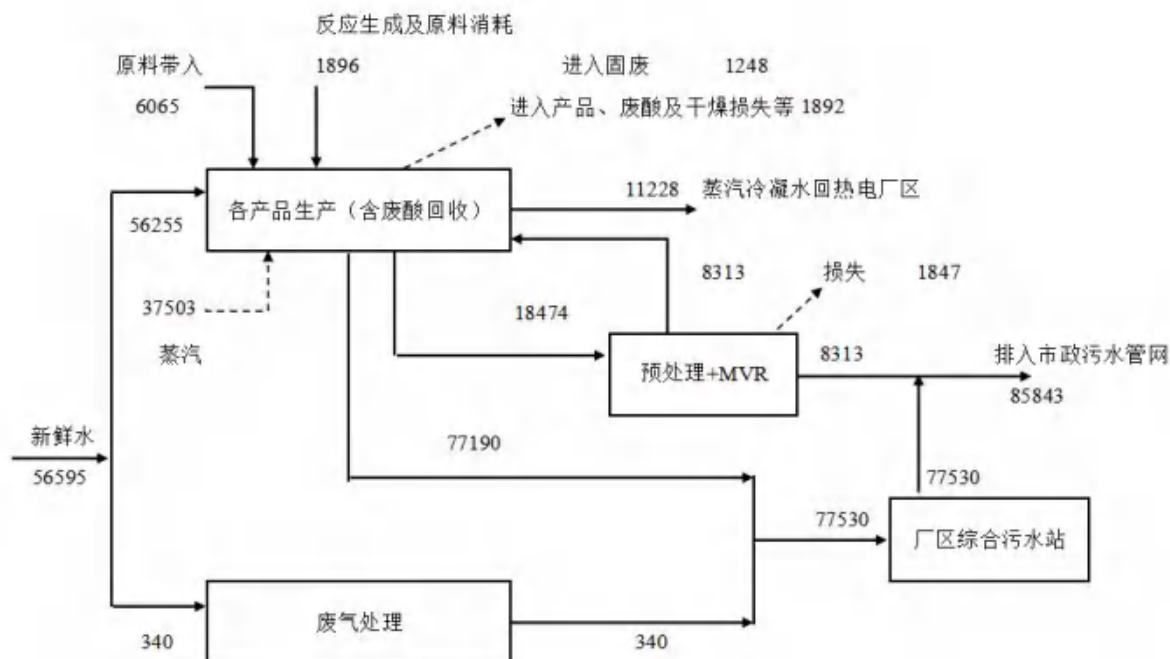 反应生成及原料消耗
原料带入
1896
进入固废 1248
6065
进入产品、废酸及干燥损失等 1892
11228
蒸汽冷凝水回热电厂区
各产品生产（含废酸回收）
56255
8313
损失 1847
37503
18474
蒸汽
8313
排入市政污水管网
预处理+MVR
85843
新鲜水
77190
56595
77530
77530
厂区综合污水站
废气处理
340
340